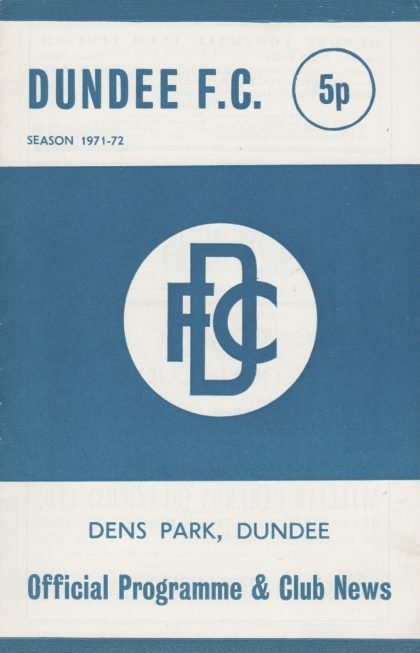 DUNDEE F.C.
5p
SEASON 1971-72
DFC
DENS PARK, DUNDEE
Official Programme & Club News